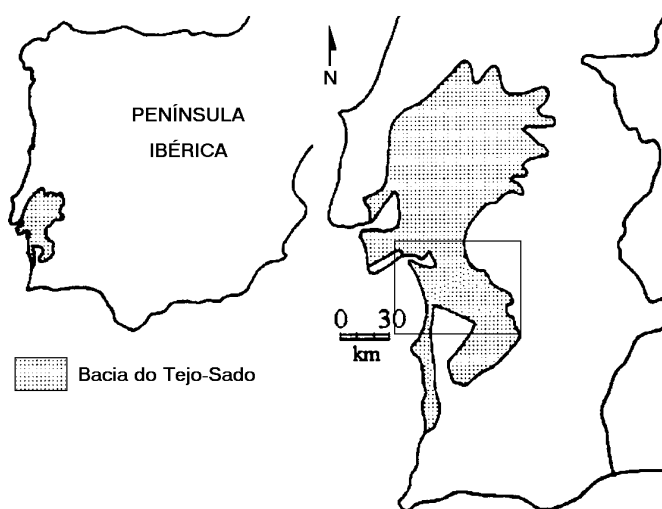 PENÍNSULA
IBÉRICA
N
0 30
km
Bacia do Tejo-Sado